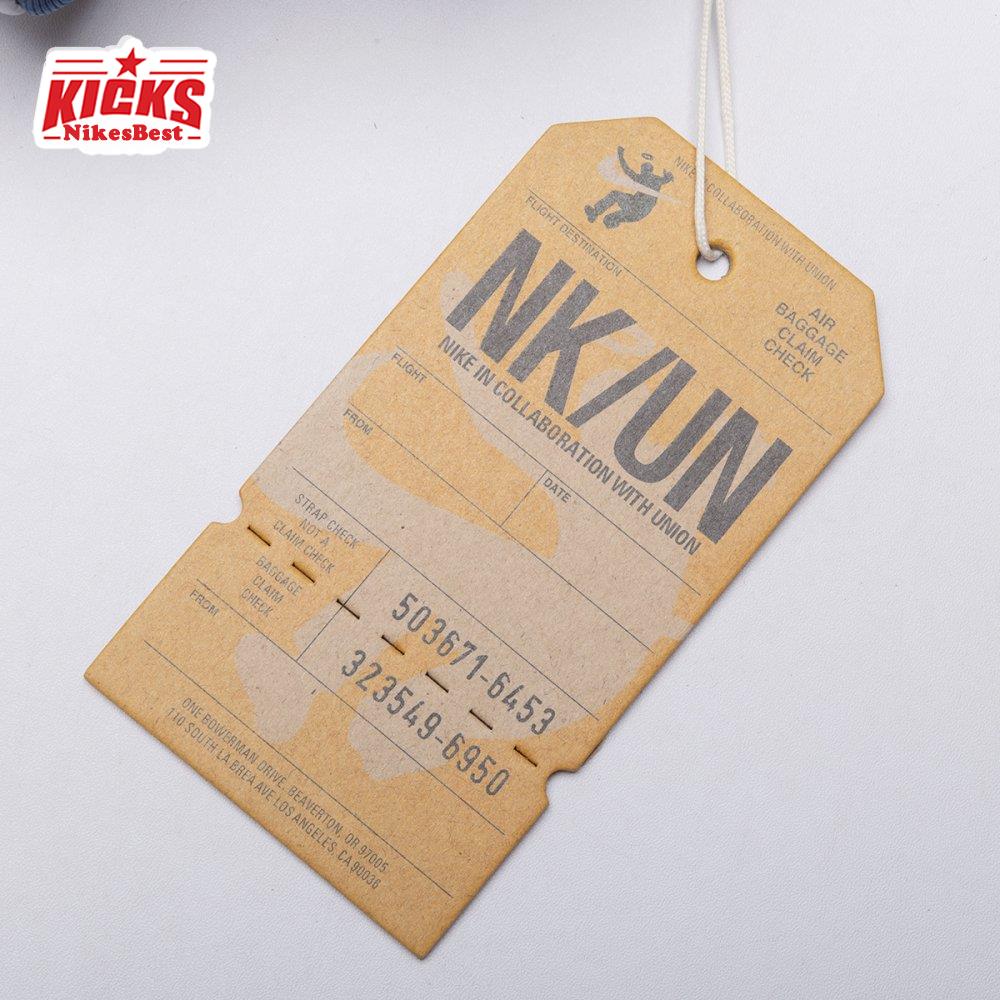 KICKS
NikesBest
NIKE IN COLLABORATION WITH UNION
FLIGHT DESTINATION
AIR
BAGGAGE
CLAIM
CHECK
NK/UN
NIKE IN COLLABORATION WITH UNION
FLIGHT
FROM
DATE
STRAP CHECK
NOT A
CLAIM CHECK
503671-6453
BAGGAGE
CLAIM
CHECK
323549-6950
FROM
ONE BOWERMAN DRIVE, BEAVERTON, OR 97005
110 SOUTH LA BREA AVE LOS ANGELES, CA 90036